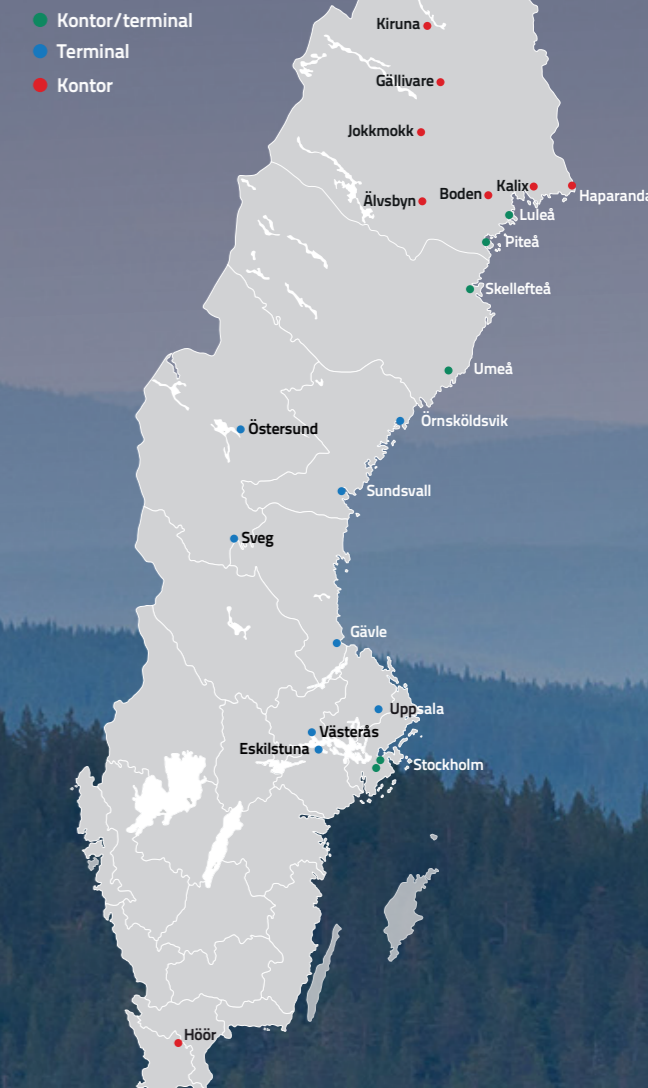 Kontor/terminal
Terminal
Kontor
Kiruna
Gällivare
Jokkmokk
Älvsbyn
Boden
Kalix
Haparanda
Luleå
Piteå
Skellefteå
Umeå
Örnsköldsvik
Östersund
Sundsvall
Sveg
Gävle
Uppsala
Västerås
Eskilstuna
Stockholm
Höör